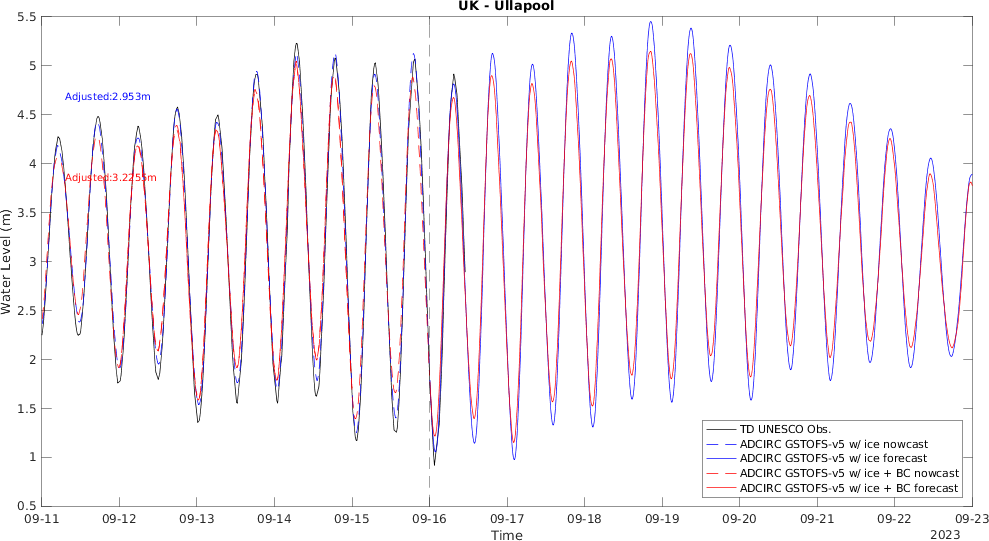 UK - Ullapool
5.5
5
4.5
4
3.5
3
2.5
2
1.5
1
0.5
Water Level (m)
Adjusted:2.953m
Adjusted:3.2255m
TD UNESCO Obs.
ADCIRC GSTOFS-v5 w/ ice nowcast
ADCIRC GSTOFS-v5 w/ ice forecast
ADCIRC GSTOFS-v5 w/ ice + BC nowcast
ADCIRC GSTOFS-v5 w/ ice + BC forecast
09-11 09-12 09-13 09-14 09-15 09-16 09-17 09-18 09-19 09-20 09-21 09-22 09-23
Time
2023